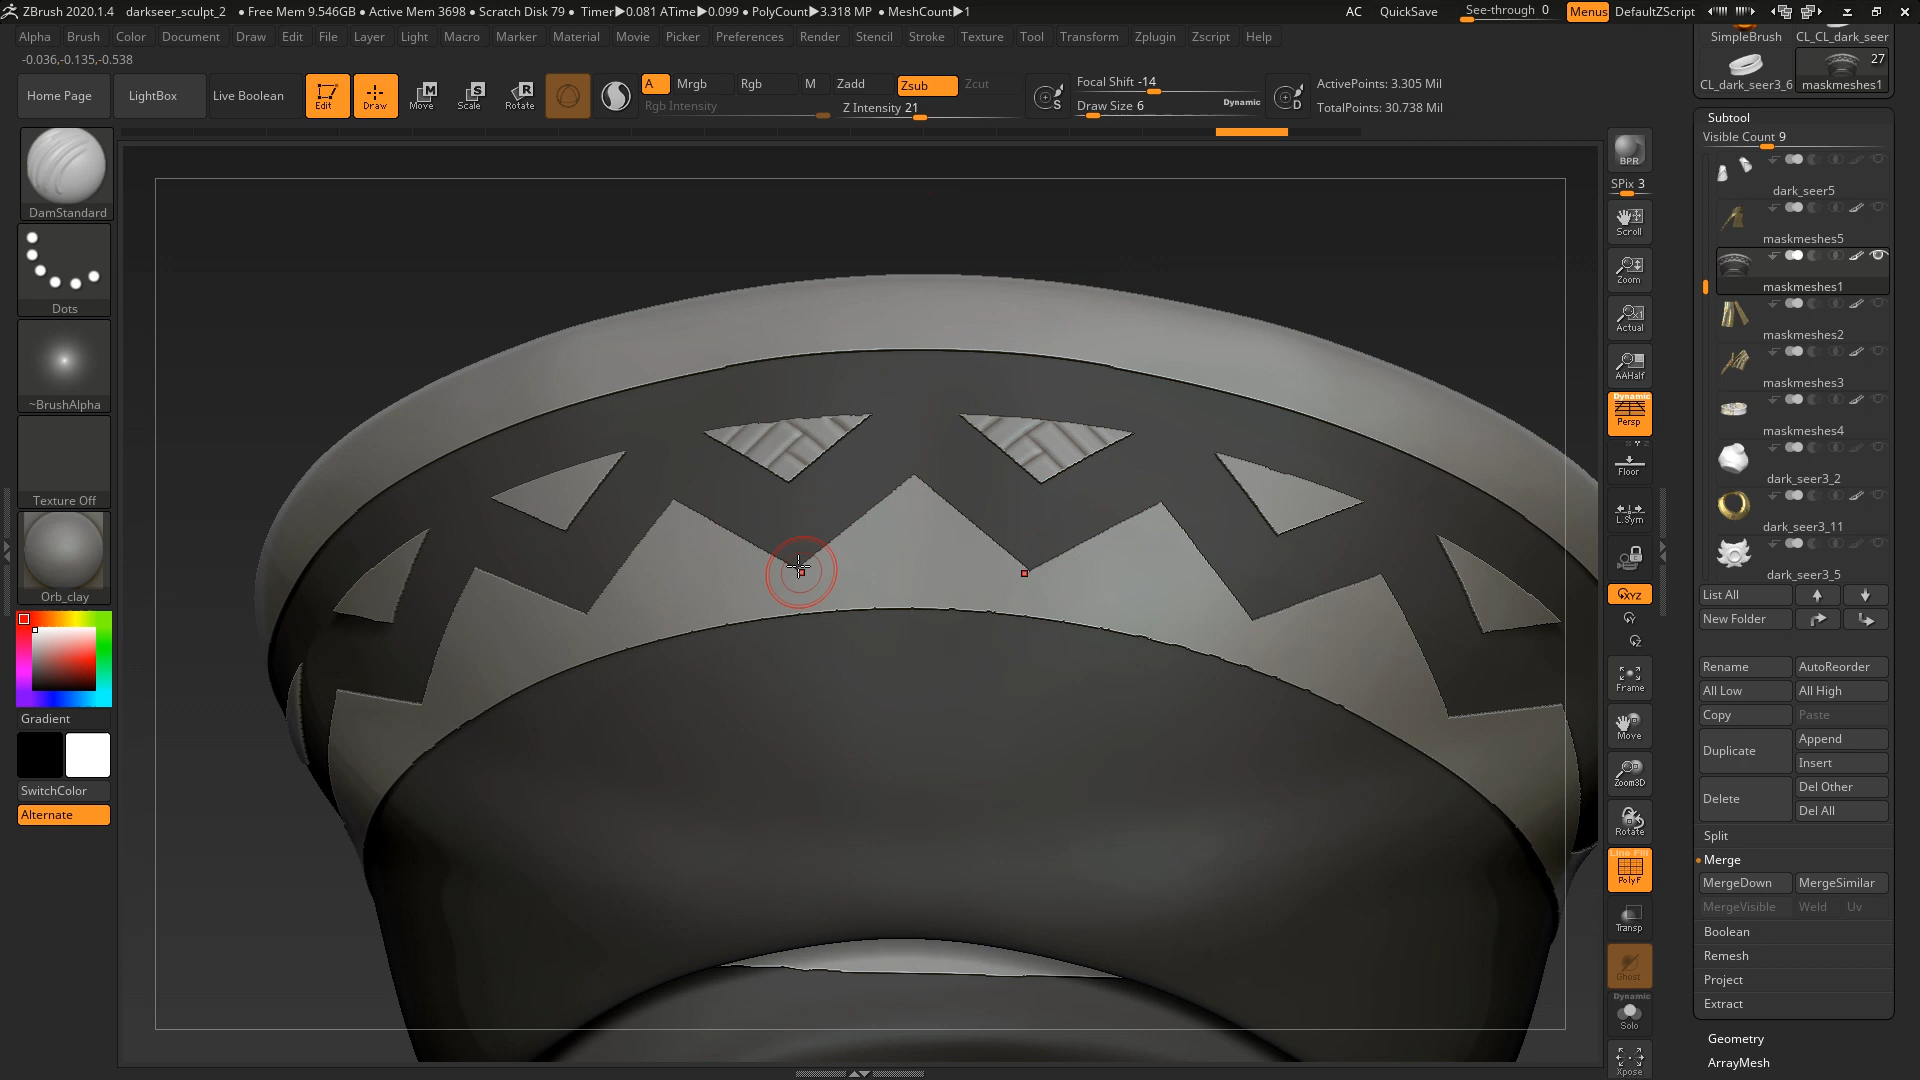 ZBrush 2020.1.4 darkseer_sculpt_2 • Free Mem 9.546GB • Active Mem 3698 • Scratch Disk 79 • Timer▶0.081 ATime▶0.099 • PolyCount▶3.318 MP • MeshCount▶1 AC QuickSave See-through 0 Menus DefaultZScript
Alpha Brush Color Document Draw Edit File Layer Light Macro Marker Material Movie Picker Preferences Render Stencil Stroke Texture Tool Transform Zplugin Zscript Help
-0.036,-0.135,-0.538
Home Page LightBox Live Boolean Edit Draw Move Scale Rotate
A Mrgb Rgb M Zadd Zsub Zcut
Rgb Intensity Z Intensity 21
S Focal Shift -14
Draw Size 6 Dynamic
D ActivePoints: 3.305 Mil
TotalPoints: 30.738 Mil
DamStandard
Dots
~BrushAlpha
Texture Off
Orb_clay
Gradient
SwitchColor
Alternate
BPR
SPix 3
Scroll
Zoom
Actual
AAHalf
Dynamic
Persp
Floor
L.Sym
XYZ
Y
Z
Frame
Move
Zoom3D
Rotate
Line Fill
PolyF
Transp
Ghost
Dynamic
Solo
Xpose
SimpleBrush CL_CL_dark_seer
27
CL_dark_seer3_6 maskmeshes1
Subtool
Visible Count 9
dark_seer5
maskmeshes5
maskmeshes1
maskmeshes2
maskmeshes3
maskmeshes4
dark_seer3_2
dark_seer3_11
dark_seer3_5
List All
New Folder
Rename AutoReorder
All Low All High
Copy Paste
Duplicate Append
Insert
Delete Del Other
Del All
Split
Merge
MergeDown MergeSimilar
MergeVisible Weld Uv
Boolean
Remesh
Project
Extract
Geometry
ArrayMesh